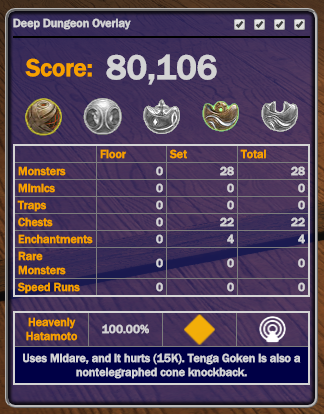 Deep Dungeon Overlay
Score: 80,106
Floor Set Total
Monsters 0 28 28
Mimics 0 0 0
Traps 0 0 0
Chests 0 22 22
Enchantments 0 4 4
Rare
Monsters 0 0 0
Speed Runs 0 0 0
Heavenly
Hatamoto 100.00%
Uses Midare, and it hurts (15K). Tenga Goken is also a
nontelegraphed cone knockback.